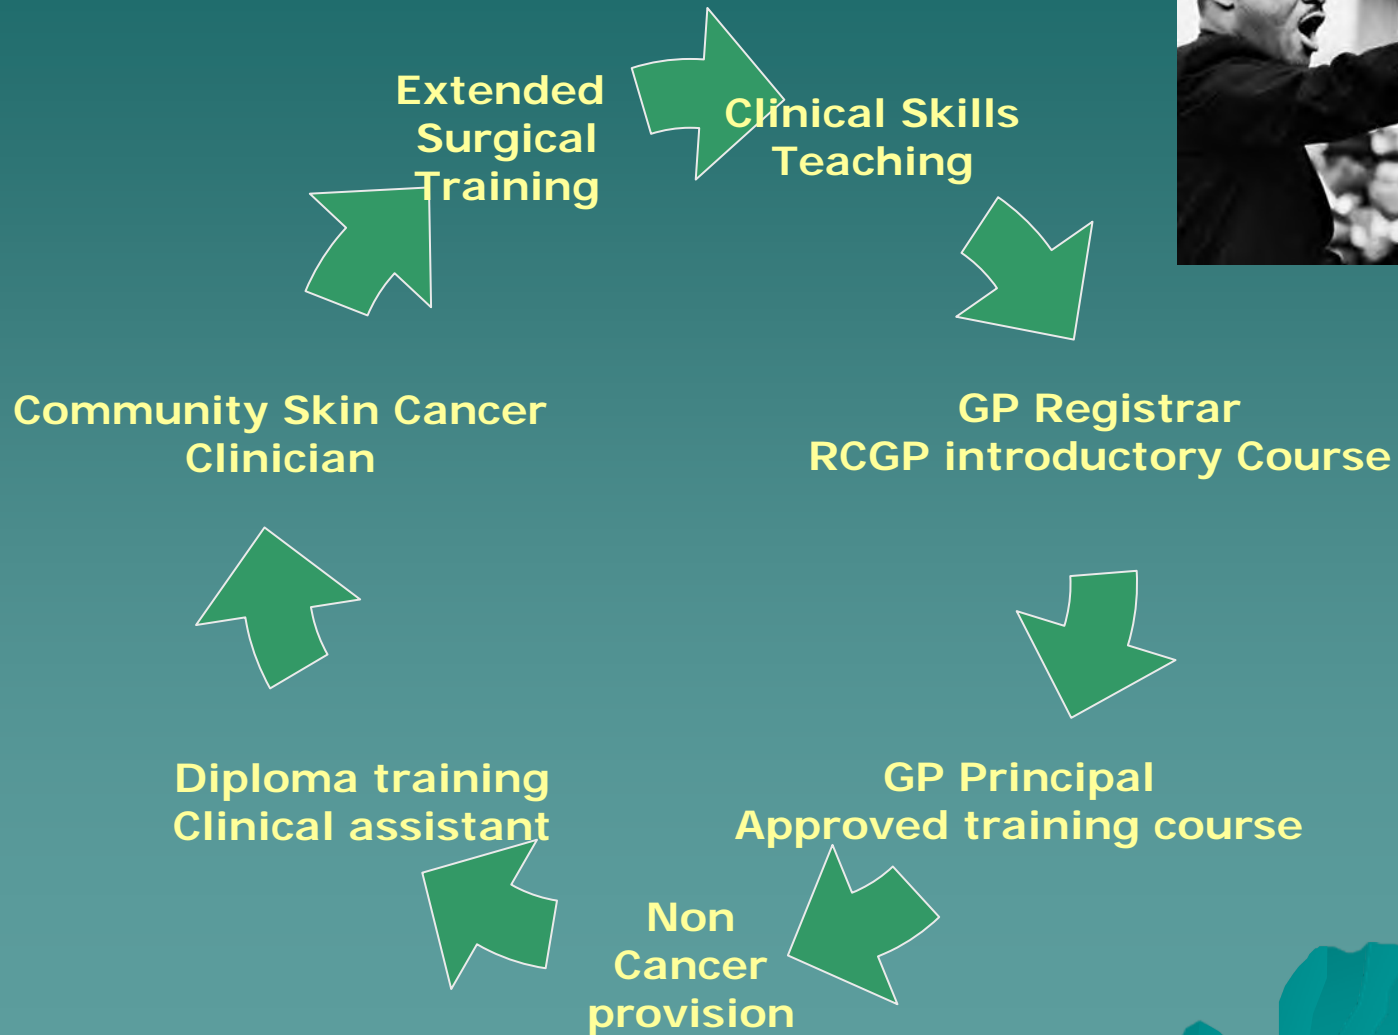 Extended
Surgical
Training
Clinical Skills
Teaching
GP Registrar
RCGP introductory Course
GP Principal
Approved training course
Non
Cancer
provision
Diploma training
Clinical assistant
Community Skin Cancer
Clinician